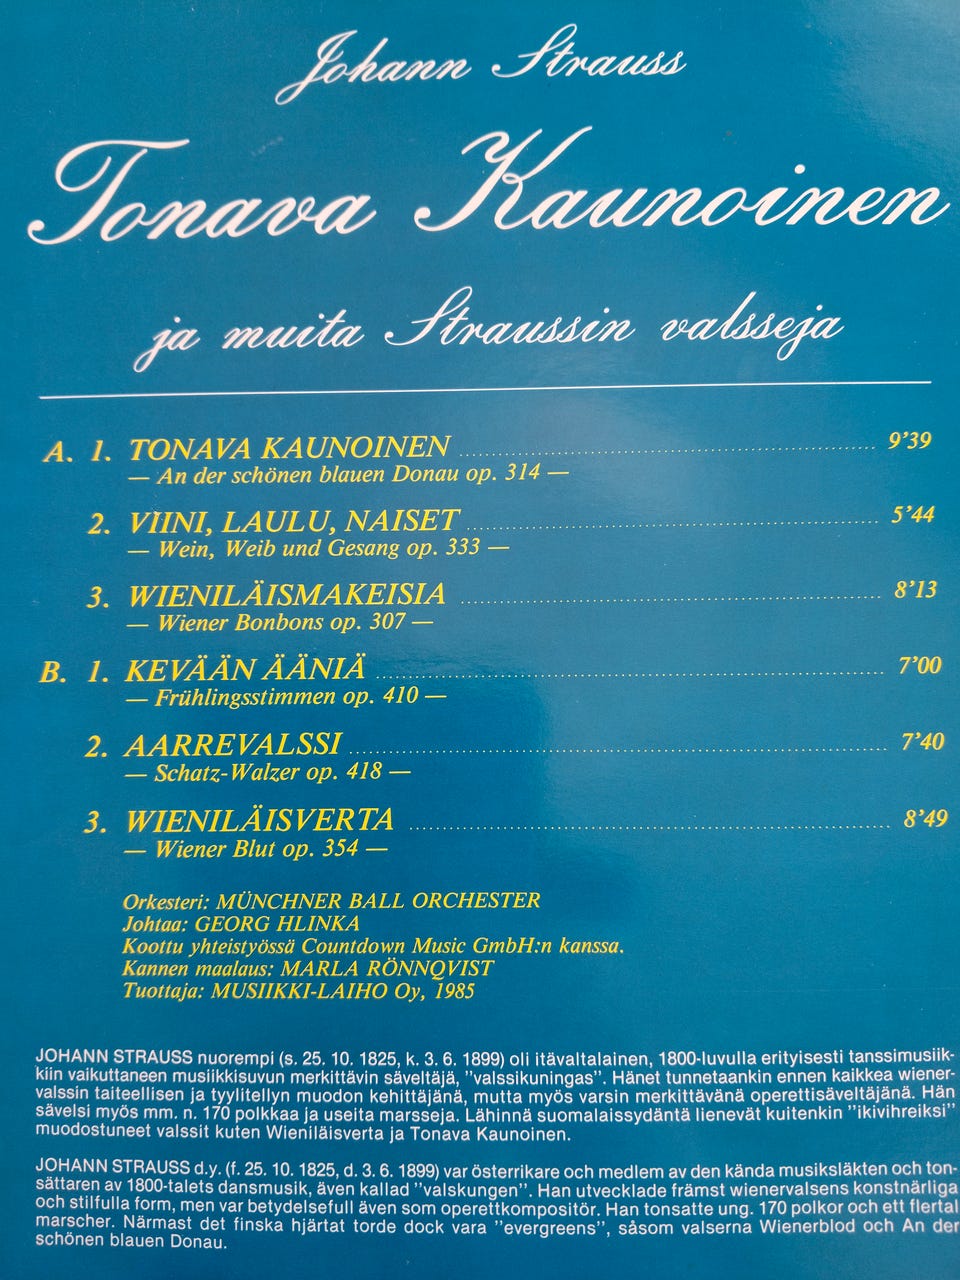 Johann Strauss
Tonava Kaunoinen
ja muita Straussin valsseja
A. 1. TONAVA KAUNOINEN 9’39
— An der schönen blauen Donau op. 314 —
2. VIINI, LAULU, NAISET 5’44
— Wein, Weib und Gesang op. 333 —
3. WIENILÄISMAKEISIA 8’13
— Wiener Bonbons op. 307 —
B. 1. KEVÄÄN ÄÄNIÄ 7’00
— Frühlingsstimmen op. 410 —
2. AARREVALSSI 7’40
— Schatz-Walzer op. 418 —
3. WIENILÄISVERTA 8’49
— Wiener Blut op. 354 —
Orkesteri: MÜNCHNER BALL ORCHESTER
Johtaa: GEORG HLINKA
Koottu yhteistyössä Countdown Music GmbH:n kanssa.
Kannen maalaus: MARLA RÖNNQVIST
Tuottaja: MUSIIKKI-LAIHO Oy, 1985
JOHANN STRAUSS nuorempi (s. 25. 10. 1825, k. 3. 6. 1899) oli itävaltalainen, 1800-luvulla erityisesti tanssimusiik-
kiin vaikuttaneen musiikkisuvun merkittävin säveltäjä, ”valssikuningas”. Hänet tunnetaankin ennen kaikkea wiener-
valssin taiteellisen ja tyylitellyn muodon kehittäjänä, mutta myös varsin merkittävänä operettisäveltäjänä. Hän
sävelsi myös mm. n. 170 polkkaa ja useita marsseja. Lähinnä suomalaissydäntä lienevät kuitenkin ”ikivihreiksi”
muodostuneet valssit kuten Wieniläisverta ja Tonava Kaunoinen.
JOHANN STRAUSS d.y. (f. 25. 10. 1825, d. 3. 6. 1899) var österrikare och medlem av den kända musiksläkten och ton-
sättaren av 1800-talets dansmusik, även kallad ”valskungen”. Han utvecklade främst wienervalsens konstnärliga
och stilfulla form, men var betydelsefull även som operettkompositör. Han tonsatte ung. 170 polkor och ett flertal
marscher. Närmast det finska hjärtat torde dock vara ”evergreens”, såsom valserna Wienerblod och An der
schönen blauen Donau.